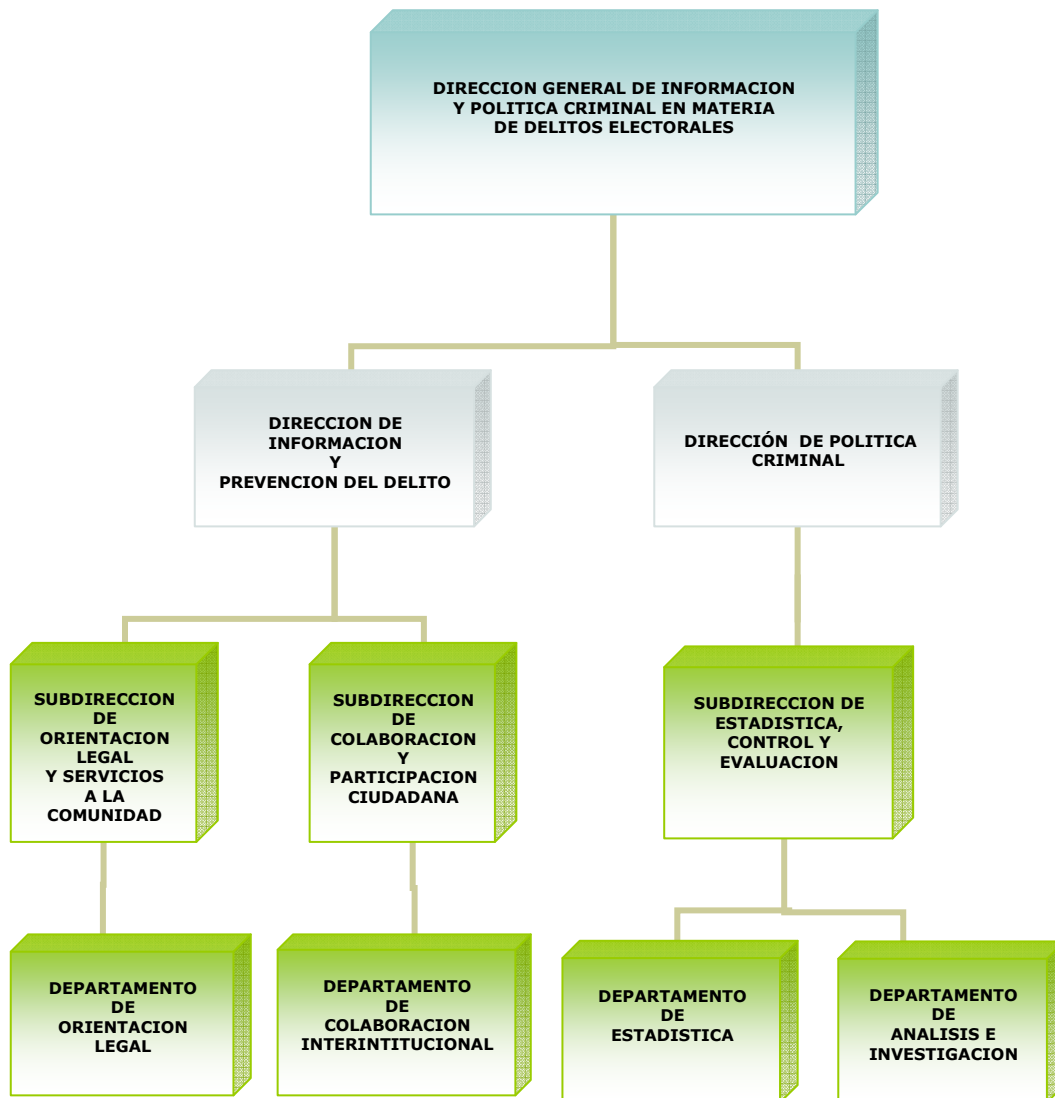 DIRECCION GENERAL DE INFORMACION
Y POLITICA CRIMINAL EN MATERIA
DE DELITOS ELECTORALES
DIRECCION DE
INFORMACION
Y
PREVENCION DEL DELITO
DIRECCIÓN DE POLITICA
CRIMINAL
SUBDIRECCION
DE
ORIENTACION
LEGAL
Y SERVICIOS
A LA
COMUNIDAD
SUBDIRECCION
DE
COLABORACION
Y
PARTICIPACION
CIUDADANA
SUBDIRECCION DE
ESTADISTICA,
CONTROL Y
EVALUACION
DEPARTAMENTO
DE
ORIENTACION
LEGAL
DEPARTAMENTO
DE
COLABORACION
INTERINTITUCIONAL
DEPARTAMENTO
DE
ESTADISTICA
DEPARTAMENTO
DE
ANALISIS E
INVESTIGACION